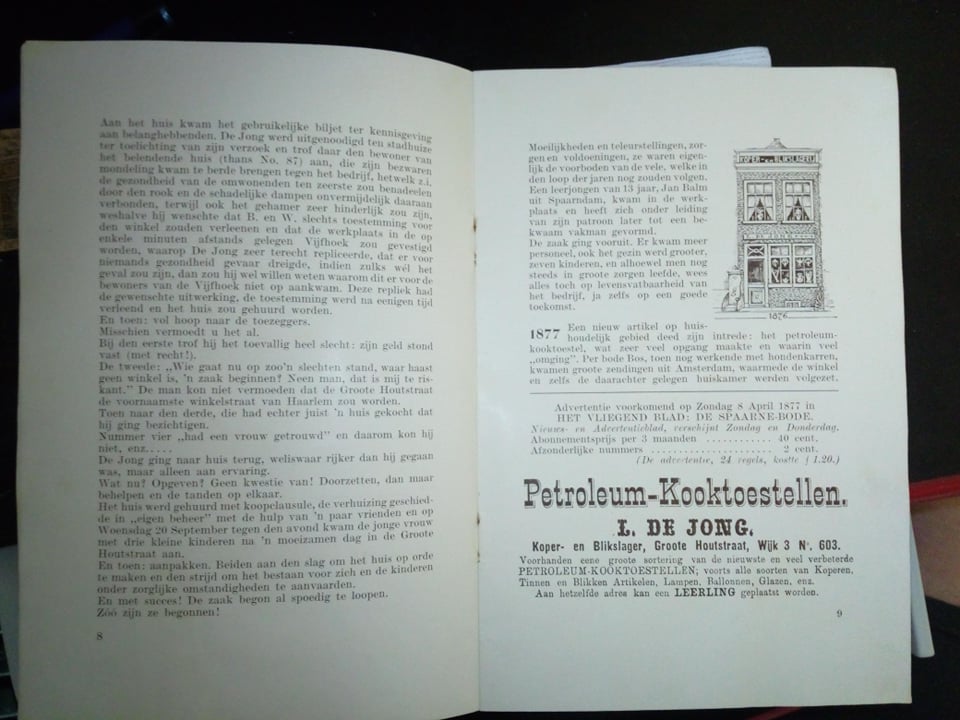 Aan het huis kwam het gebruikelijke biljet ter kennisgeving
aan belanghebbenden. De Jong werd uitgenoodigd ten stadhuize
ter toelichting van zijn verzoek en trof daar den bewoner van
het belendende huis (thans No. 87) aan, die zijn bezwaren
mondeling kwam te berde brengen tegen het bedrijf, hetwelk z.i.
de gezondheid van de omwonenden ten zeerste zou benadeelen
door den rook en de schadelijke dampen onvermijdelijk daaraan
verbonden, terwijl ook het gehamer zeer hinderlijk zou zijn,
weshalve hij wenschte dat B. en W. slechts toestemming voor
den winkel zouden verleenen en dat de werkplaats in de op
enkele minuten afstands gelegen Vijfhoek zou gevestigd
worden, waarop De Jong zeer terecht repliceerde, dat er voor
niemands gezondheid gevaar dreigde, indien zulks wél het
geval zou zijn, dan zou hij wel willen weten waarom dit er voor de
bewoners van de Vijfhoek niet op aankwam. Deze repliek had
de gewenschte uitwerking, de toestemming werd na eenigen tijd
verleend en het huis zou gehuurd worden.
En toen: vol hoop naar de toezeggers.
Misschien vermoedt u het al.
Bij den eerste trof hij het toevallig heel slecht: zijn geld stond
vast (met recht!).
De tweede: „Wie gaat nu op zoo'n slechten stand, waar haast
geen winkel is, 'n zaak beginnen? Neen man, dat is mij te ris-
kant." De man kon niet vermoeden dat de Groote Houtstraat
de voornaamste winkelstraat van Haarlem zou worden.
Toen naar den derde, die had echter juist 'n huis gekocht dat
hij ging bezichtigen.
Nummer vier „had een vrouw getrouwd" en daarom kon hij
niet, enz.....
De Jong ging naar huis terug, weliswaar rijker dan hij gegaan
was, maar alleen aan ervaring.
Wat nu? Opgeven? Geen kwestie van! Doorzetten, dan maar
behelpen en de tanden op elkaar.
Het huis werd gehuurd met koopclausule, de verhuizing geschied-
de in „eigen beheer" met de hulp van 'n paar vrienden en op
Woensdag 20 September tegen den avond kwam de jonge vrouw
met drie kleine kinderen na 'n moeizamen dag in de Groote
Houtstraat aan.
En toen: aanpakken. Beiden aan den slag om het huis op orde
te maken en den strijd om het bestaan voor zich en de kinderen
onder zorglijke omstandigheden te aanvaarden.
En met succes! De zaak begon al spoedig te loopen.
Zóó zijn ze begonnen!
8
Moeilijkheden en teleurstellingen, zor-
gen en voldoeningen, ze waren eigen-
lijk de voorboden van de vele, welke in
den loop der jaren nog zouden volgen.
Een leerjongen van 13 jaar, Jan Balm
uit Spaarndam, kwam in de werk-
plaats en heeft zich onder leiding
van zijn patroon later tot een be-
kwaam vakman gevormd.
De zaak ging vooruit. Er kwam meer
personeel, ook het gezin werd grooter,
zeven kinderen, en alhoewel men nog
steeds in groote zorgen leefde, wees
alles toch op levensvatbaarheid van
het bedrijf, ja zelfs op een goede
toekomst.
KOPER- EN BLIKSLAGERIJ
1876
1877 Een nieuw artikel op huis-
houdelijk gebied deed zijn intrede: het petroleum-
kooktoestel, wat zeer veel opgang maakte en waarin veel
„omging". Per bode Bos, toen nog werkende met hondenkarren,
kwamen groote zendingen uit Amsterdam, waarmede de winkel
en zelfs de daarachter gelegen huiskamer werden volgezet.
Advertentie voorkomend op Zondag 8 April 1877 in
HET VLIEGEND BLAD: DE SPAARNE-BODE.
Nieuws- en Advertentieblad, verschijnt Zondag en Donderdag.
Abonnementsprijs per 3 maanden ............ 40 cent.
Afzonderlijke nummers ..................... 2 cent.
(De advertentie, 24 regels, kostte f 1.20.)
Petroleum-Kooktoestellen.
L. DE JONG,
Koper- en Blikslager, Groote Houtstraat, Wijk 3 No. 603.
Voorhanden eene groote sortering van de nieuwste en veel verbeterde
PETROLEUM-KOOKTOESTELLEN; voorts alle soorten van Koperen,
Tinnen en Blikken Artikelen, Lampen, Ballonnen, Glazen, enz.
Aan hetzelfde adres kan een LEERLING geplaatst worden.
9